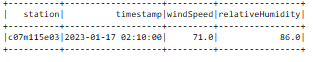 +----------+-------------------+---------+----------------+
|   station|          timestamp|windSpeed|relativeHumidity|
+----------+-------------------+---------+----------------+
|c07m115e03|2023-01-17 02:10:00|     71.0|            86.0|
+----------+-------------------+---------+----------------+